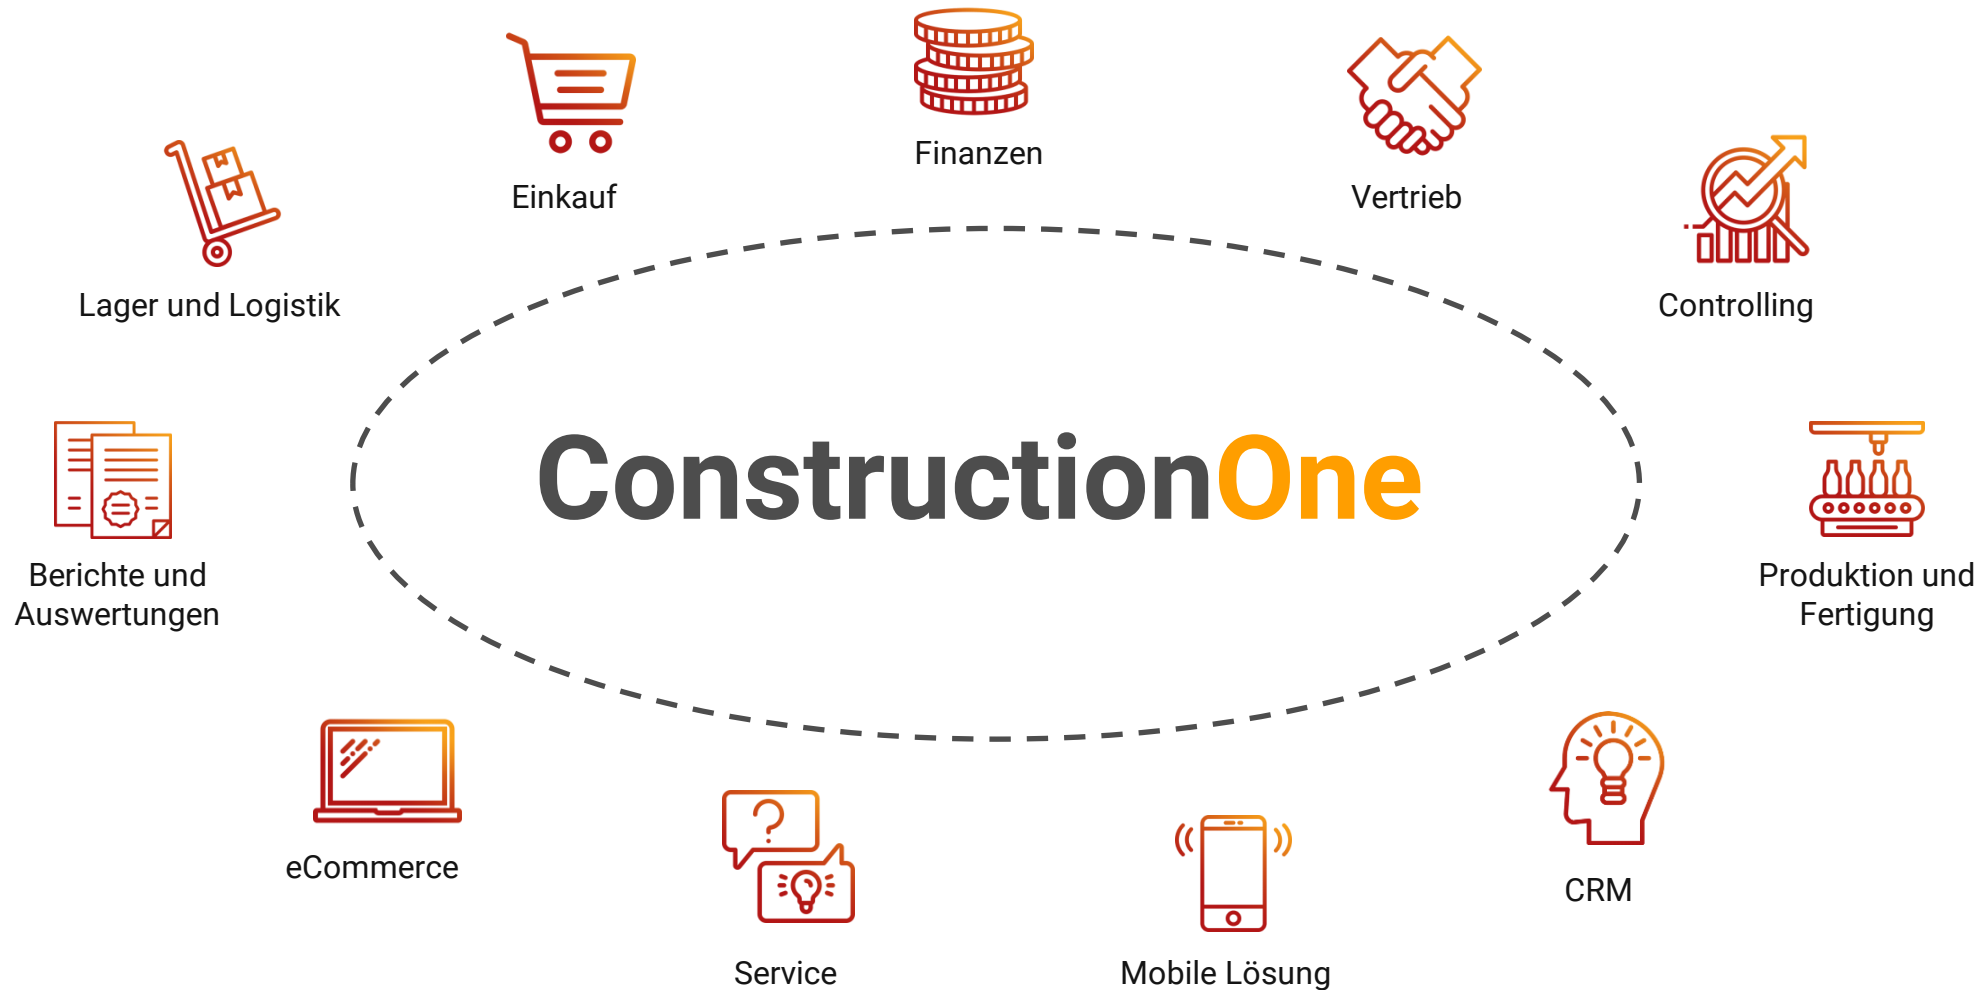 Finanzen
Einkauf
Vertrieb
Lager und Logistik
Controlling
ConstructionOne
Berichte und
Auswertungen
Produktion und
Fertigung
eCommerce
CRM
Service
Mobile Lösung